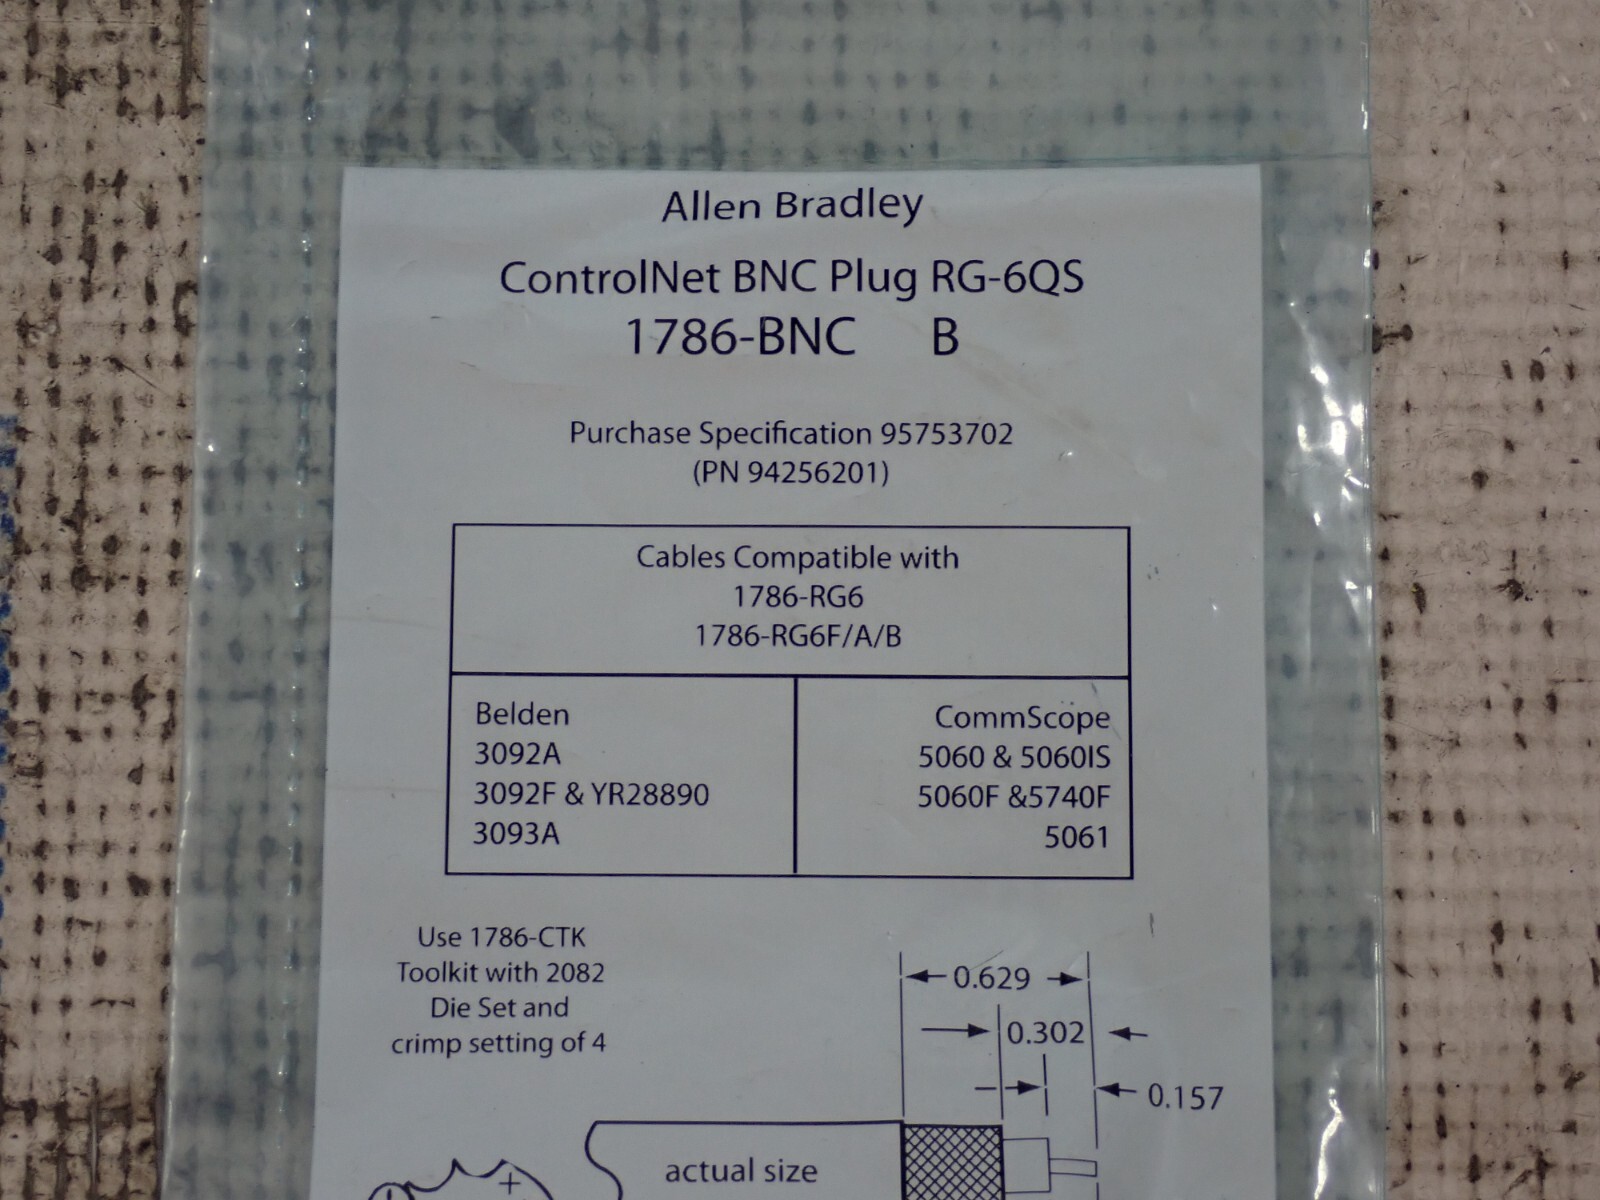 Allen Bradley
ControlNet BNC Plug RG-6QS
1786-BNC B
Purchase Specification 95753702
(PN 94256201)
Cables Compatible with
1786-RG6
1786-RG6F/A/B
Belden
3092A
3092F & YR28890
3093A
CommScope
5060 & 5060IS
5060F &5740F
5061
Use 1786-CTK
Toolkit with 2082
Die Set and
crimp setting of 4
0.629
0.302
0.157
actual size